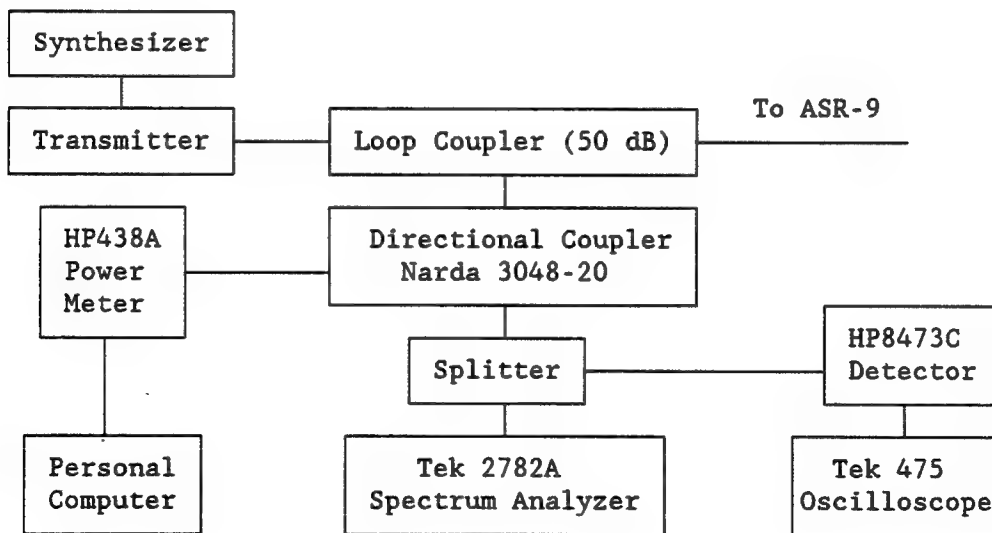 Synthesizer
Transmitter
Loop Coupler (50 dB)
To ASR-9
HP438A
Power
Meter
Directional Coupler
Narda 3048-20
Splitter
HP8473C
Detector
Personal
Computer
Tek 2782A
Spectrum Analyzer
Tek 475
Oscilloscope